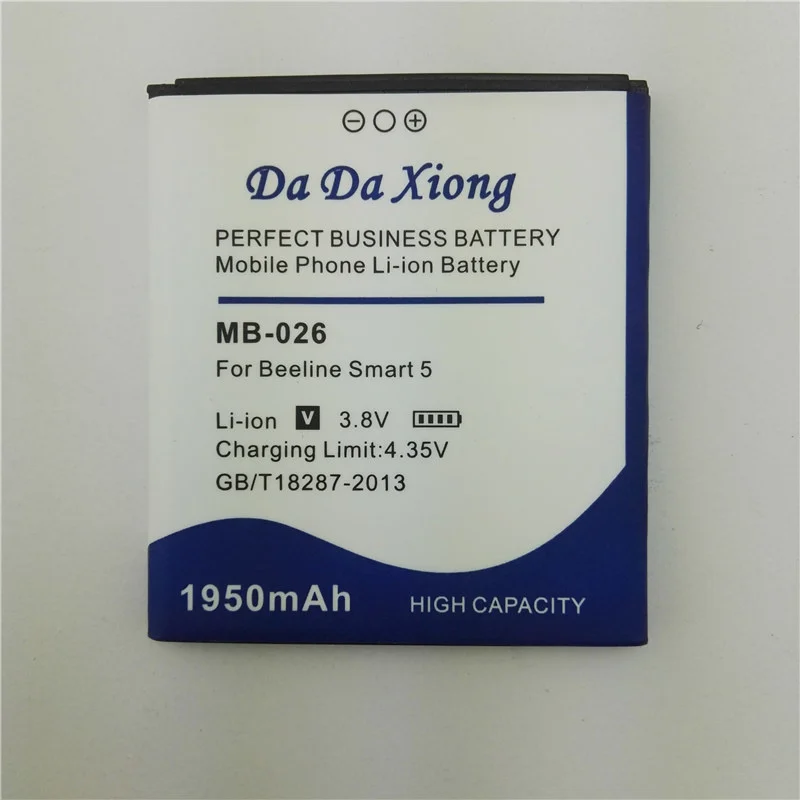 Da Da Xiong
PERFECT BUSINESS BATTERY
Mobile Phone Li-ion Battery
MB-026
For Beeline Smart 5
Li-ion V 3.8V
Charging Limit:4.35V
GB/T18287-2013
1950mAh HIGH CAPACITY